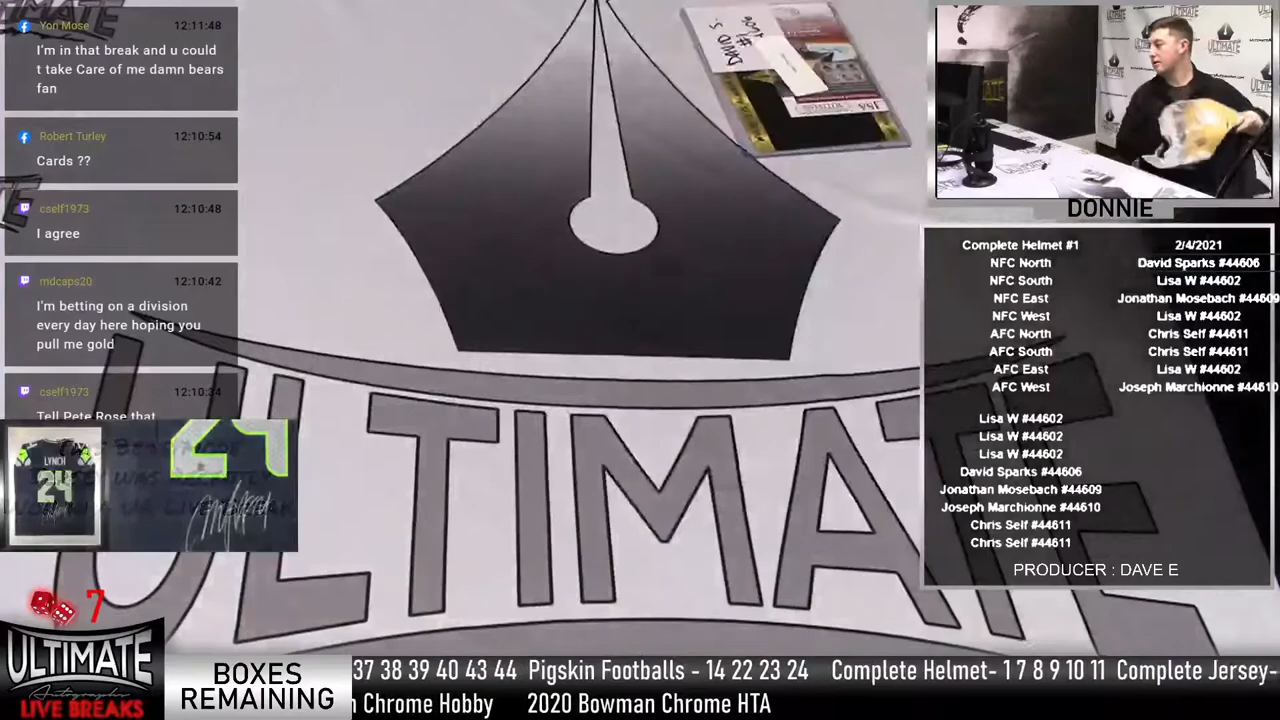 Yon Mose 12:11:48
I'm in that break and u could
t take Care of me damn bears
fan
Robert Turley 12:10:54
Cards ??
cself1973 12:10:48
I agree
mdcaps20 12:10:42
I'm betting on a division
every day here hoping you
pull me gold
cself1973 12:10:34
Tell Pete Rose that
LYNCH
24
24
7
ULTIMATE
Autographs
LIVE BREAKS
BOXES
REMAINING
DAVID S.
JSA
ULTIMATE
ULTIMATE
DONNIE
Complete Helmet #1 2/4/2021
NFC North David Sparks #44606
NFC South Lisa W #44602
NFC East Jonathan Mosebach #44609
NFC West Lisa W #44602
AFC North Chris Self #44611
AFC South Chris Self #44611
AFC East Lisa W #44602
AFC West Joseph Marchionne #44610
Lisa W #44602
Lisa W #44602
Lisa W #44602
David Sparks #44606
Jonathan Mosebach #44609
Joseph Marchionne #44610
Chris Self #44611
Chris Self #44611
PRODUCER : DAVE E
37 38 39 40 43 44 Pigskin Footballs - 14 22 23 24 Complete Helmet- 1 7 8 9 10 11 Complete Jersey-
Chrome Hobby 2020 Bowman Chrome HTA